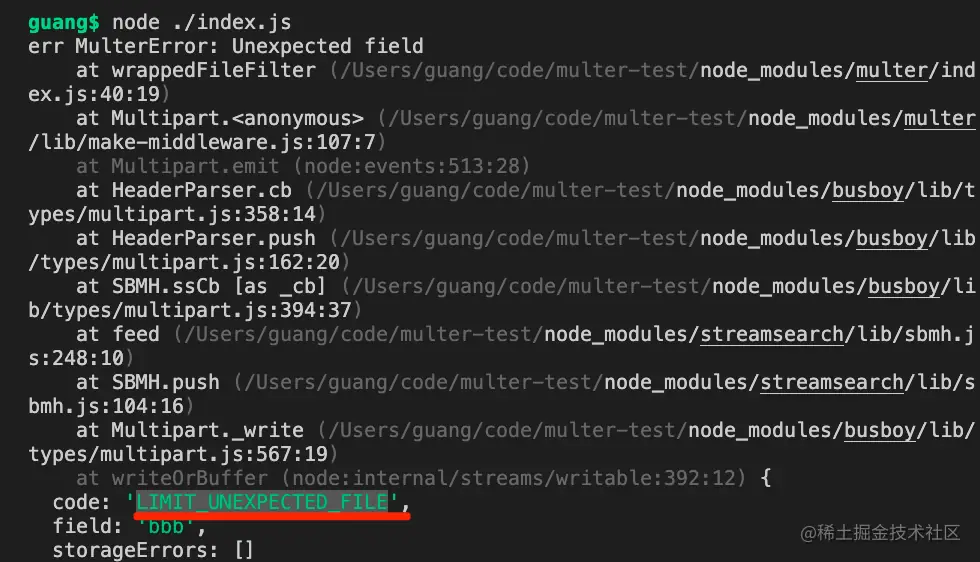 guang$ node ./index.js
err MulterError: Unexpected field
    at wrappedFileFilter (/Users/guang/code/multer-test/node_modules/multer/ind
ex.js:40:19)
    at Multipart.<anonymous> (/Users/guang/code/multer-test/node_modules/multer
/lib/make-middleware.js:107:7)
    at Multipart.emit (node:events:513:28)
    at HeaderParser.cb (/Users/guang/code/multer-test/node_modules/busboy/lib/t
ypes/multipart.js:358:14)
    at HeaderParser.push (/Users/guang/code/multer-test/node_modules/busboy/lib
/types/multipart.js:162:20)
    at SBMH.ssCb [as _cb] (/Users/guang/code/multer-test/node_modules/busboy/li
b/types/multipart.js:394:37)
    at feed (/Users/guang/code/multer-test/node_modules/streamsearch/lib/sbmh.j
s:248:10)
    at SBMH.push (/Users/guang/code/multer-test/node_modules/streamsearch/lib/s
bmh.js:104:16)
    at Multipart._write (/Users/guang/code/multer-test/node_modules/busboy/lib/
types/multipart.js:567:19)
    at writeOrBuffer (node:internal/streams/writable:392:12) {
  code: 'LIMIT_UNEXPECTED_FILE',
  field: 'bbb',
  storageErrors: []
@稀土掘金技术社区